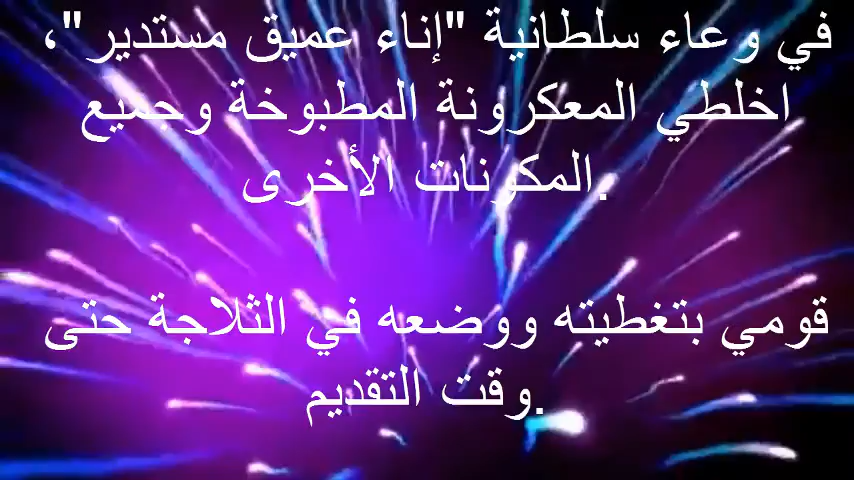 في وعاء سلطانية "إناء عميق مستدير"،
اخلطي المعكرونة المطبوخة وجميع
المكونات الأخرى.
قومي بتغطيته ووضعه في الثلاجة حتى
وقت التقديم.